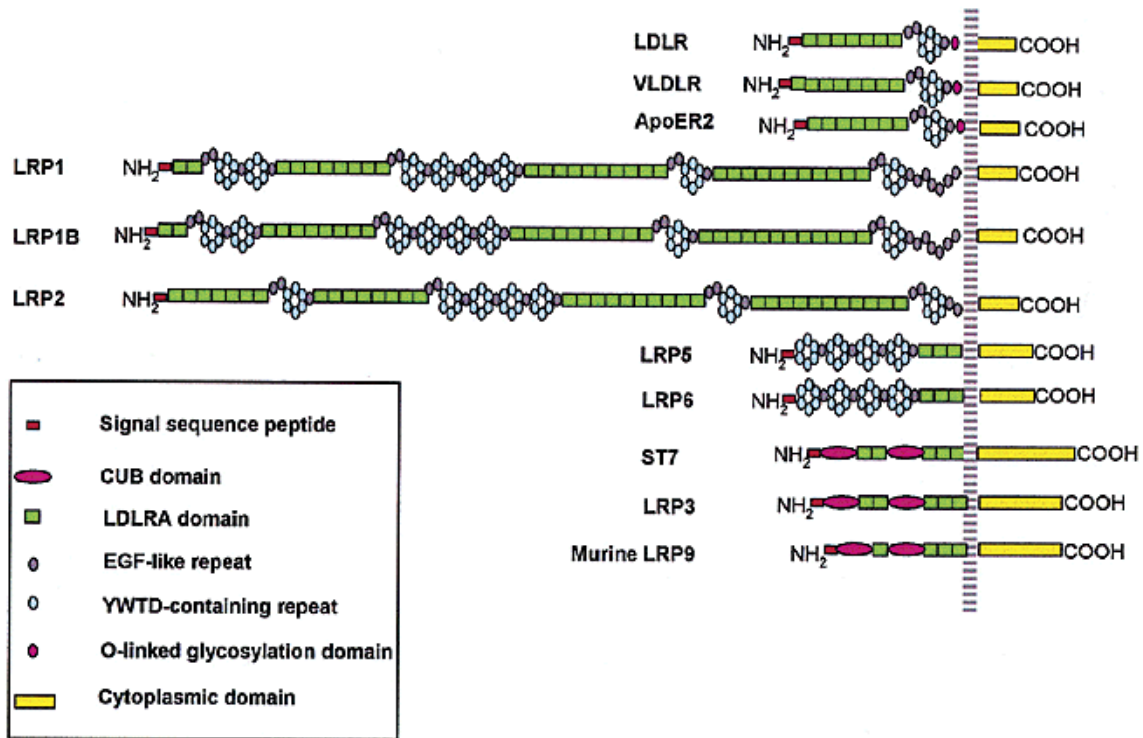 LDLR NH2 COOH
VLDLR NH2 COOH
ApoER2 NH2 COOH
LRP1 NH2 COOH
LRP1B NH2 COOH
LRP2 NH2 COOH
LRP5 NH2 COOH
LRP6 NH2 COOH
ST7 NH2 COOH
LRP3 NH2 COOH
Murine LRP9 NH2 COOH
Signal sequence peptide
CUB domain
LDLRA domain
EGF-like repeat
YWTD-containing repeat
O-linked glycosylation domain
Cytoplasmic domain